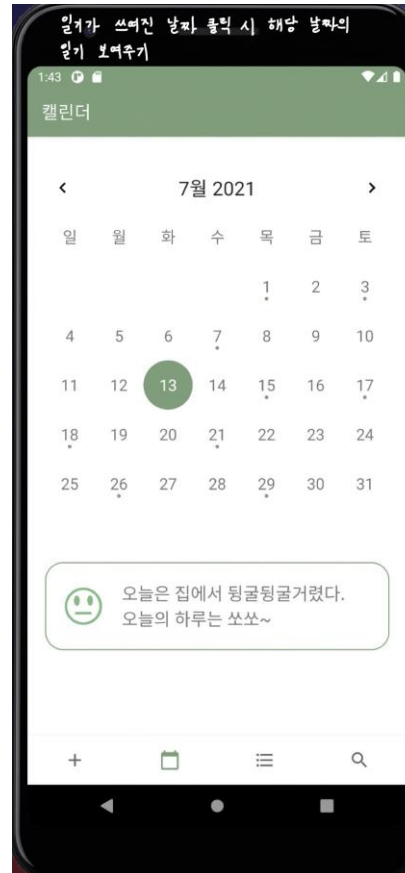 일기가 쓰여진 날짜 클릭 시 해당 날짜의
일기 보여주기
1:43
캘린더
7월 2021
일 월 화 수 목 금 토
1 2 3
4 5 6 7 8 9 10
11 12 13 14 15 16 17
18 19 20 21 22 23 24
25 26 27 28 29 30 31
오늘은 집에서 뒹굴뒹굴거렸다.
오늘의 하루는 쏘쏘~